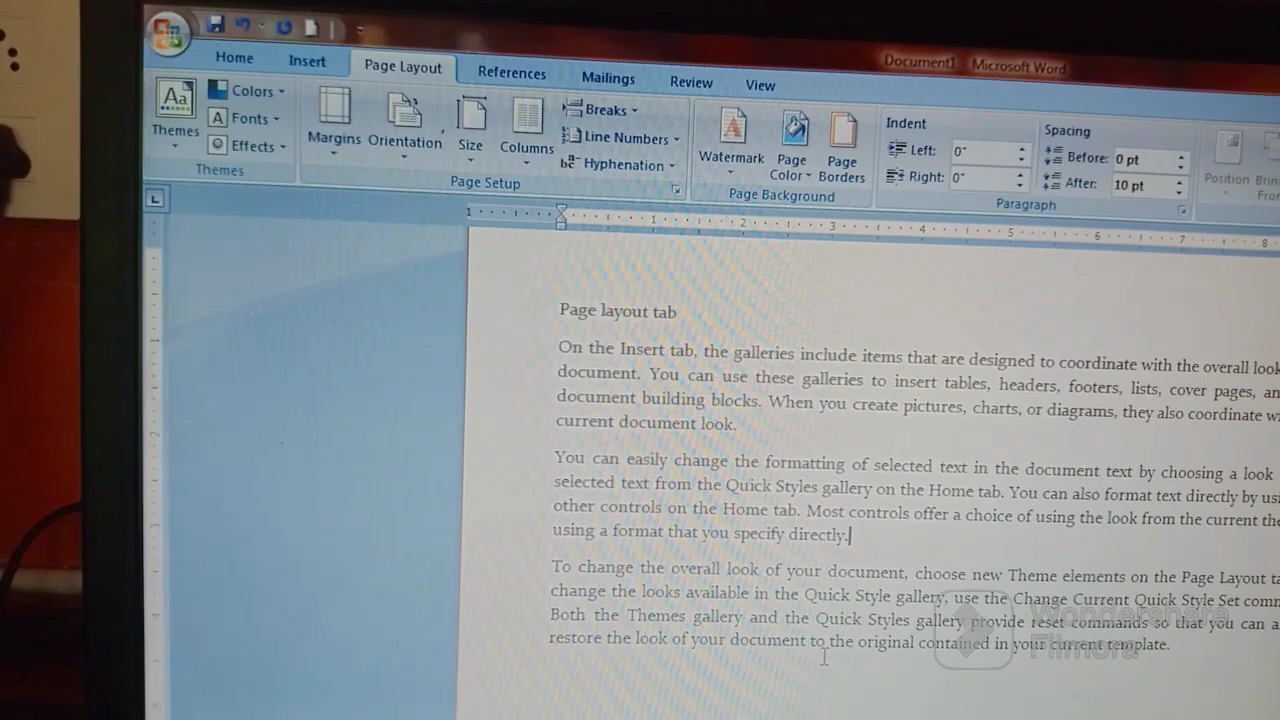 Document1 - Microsoft Word
Home Insert Page Layout References Mailings Review View
Aa Themes
Colors
Fonts
Effects
Themes
Margins Orientation Size Columns
Breaks
Line Numbers
Hyphenation
Page Setup
Watermark Page Color Page Borders
Page Background
Indent
Left: 0"
Right: 0"
Spacing
Before: 0 pt
After: 10 pt
Paragraph
Position
1 1 2 3 4 5 6 7 8
Page layout tab
On the Insert tab, the galleries include items that are designed to coordinate with the overall look
document. You can use these galleries to insert tables, headers, footers, lists, cover pages,
document building blocks. When you create pictures, charts, or diagrams, they also coordinate
current document look.
You can easily change the formatting of selected text in the document text by choosing a look
selected text from the Quick Styles gallery on the Home tab. You can also format text directly by
other controls on the Home tab. Most controls offer a choice of using the look from the current
using a format that you specify directly.
To change the overall look of your document, choose new Theme elements on the Page Layout
change the looks available in the Quick Style gallery, use the Change Current Quick Style Set
Both the Themes gallery and the Quick Styles gallery provide reset commands so that you can
restore the look of your document to the original contained in your current template.
Wondershare
Filmora